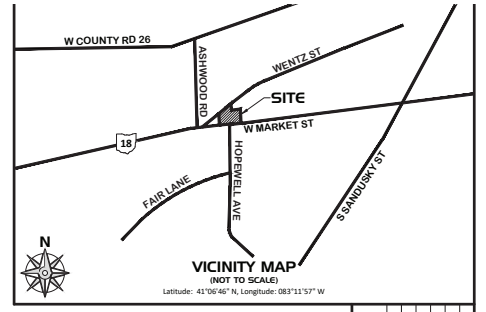 W COUNTY RD 26
ASHWOOD RD
WENTZ ST
SITE
W MARKET ST
18
HOPEWELL AVE
FAIR LANE
S SANDUSKY ST
N
VICINITY MAP
(NOT TO SCALE)
Latitude: 41°06'46" N, Longitude: 083°11'57" W